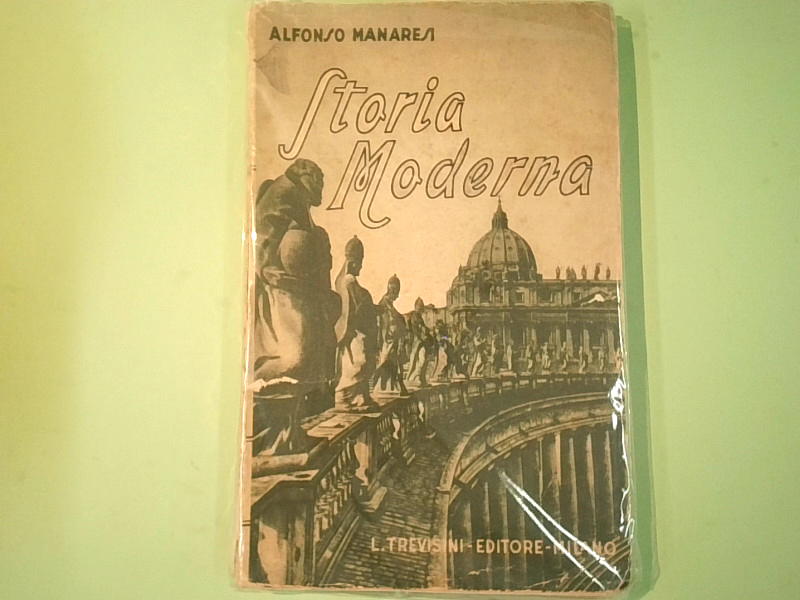 ALFONSO MANARESI
Storia
Moderna
L. TREVISINI-EDITORE-MILANO